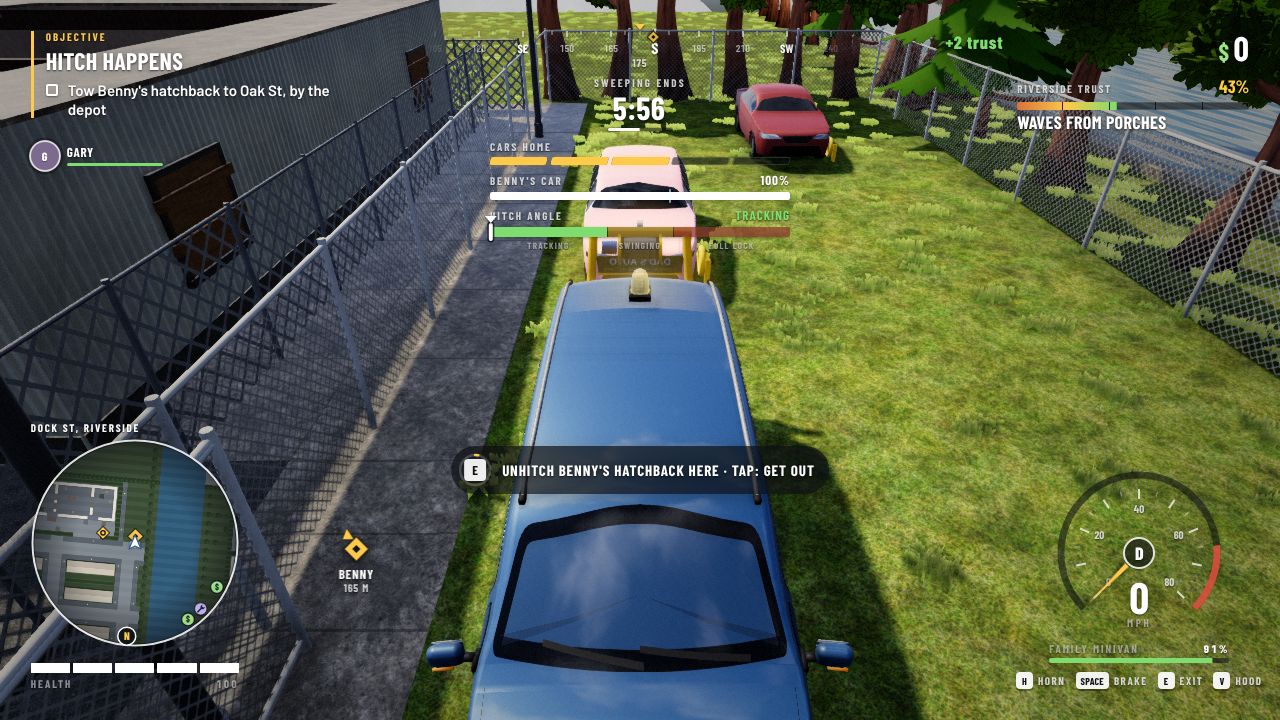 OBJECTIVE
HITCH HAPPENS
Tow Benny's hatchback to Oak St, by the
depot
G GARY
SE 150 165 S 195 210 SW 240
175
SWEEPING ENDS
5:56
CARS HOME
BENNY'S CAR 100%
HITCH ANGLE TRACKING
TRACKING SWINGING FULL LOCK
+2 trust
$0
43%
RIVERSIDE TRUST
WAVES FROM PORCHES
E UNHITCH BENNY'S HATCHBACK HERE · TAP: GET OUT
DOCK ST, RIVERSIDE
N
$
$
HEALTH 100
BENNY
165 M
20 40 60 80
0
D
0
MPH
FAMILY MINIVAN 91%
H HORN SPACE BRAKE E EXIT V HOOD